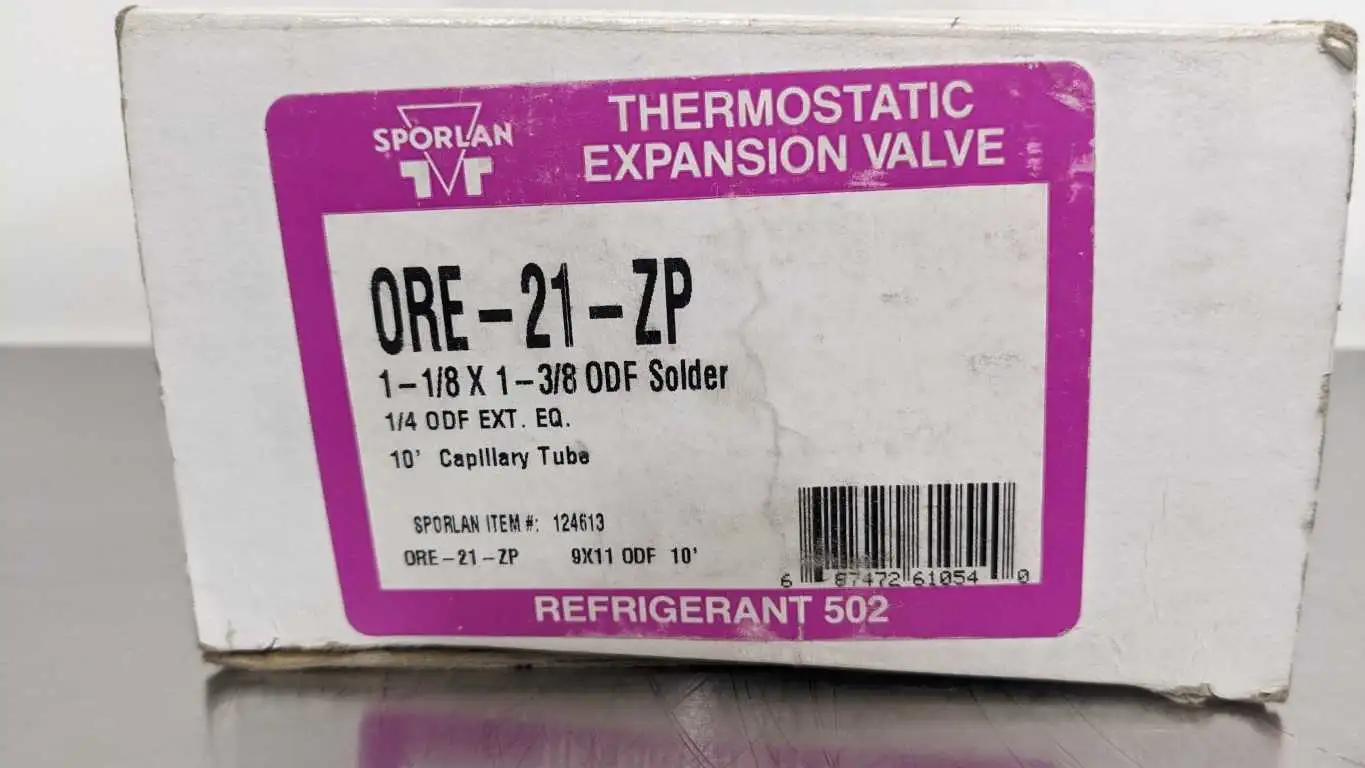 SPORLAN
THERMOSTATIC
EXPANSION VALVE
ORE-21-ZP
1-1/8 X 1-3/8 ODF Solder
1/4 ODF EXT. EQ.
10' Capillary Tube
SPORLAN ITEM #: 124613
ORE-21-ZP 9X11 ODF 10'
6 87472 61054 0
REFRIGERANT 502